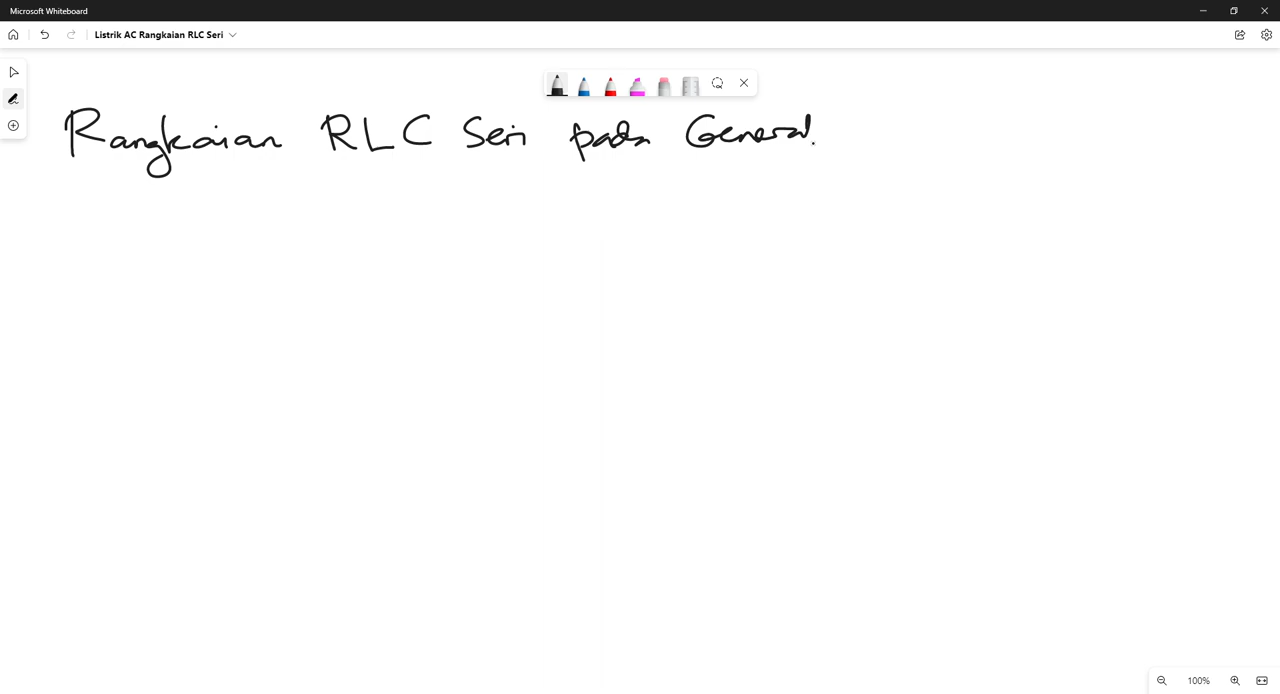 Microsoft Whiteboard
Listrik AC Rangkaian RLC Seri
Rangkaian RLC Seri pada General
100%